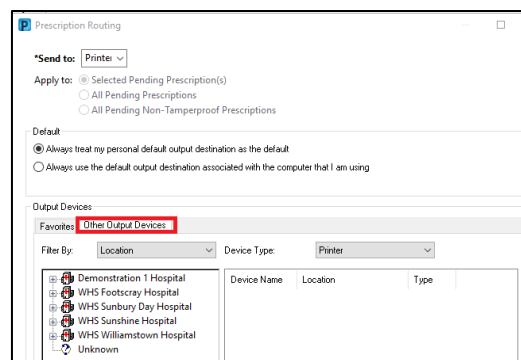 Prescription Routing
*Send to: Printer
Apply to: Selected Pending Prescription(s)
All Pending Prescriptions
All Pending Non-Tamperproof Prescriptions
Default
Always treat my personal default output destination as the default
Always use the default output destination associated with the computer that I am using
Output Devices
Favorites Other Output Devices
Filter By: Location Device Type: Printer
Demonstration 1 Hospital Device Name Location Type
WHS Footscray Hospital
WHS Sunbury Day Hospital
WHS Sunshine Hospital
WHS Williamstown Hospital
Unknown